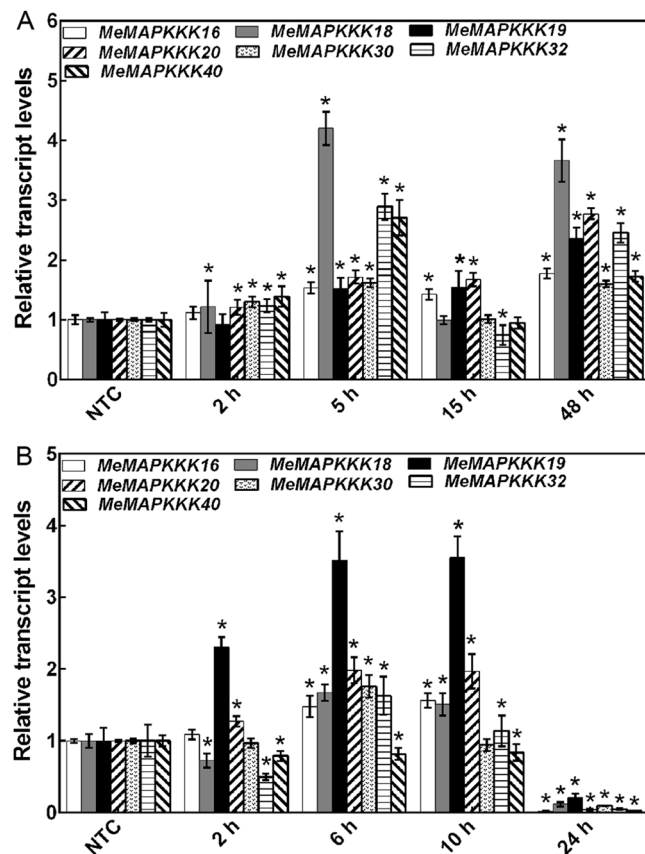 A
MeMAPKKK16 MeMAPKKK18 MeMAPKKK19
MeMAPKKK20 MeMAPKKK30 MeMAPKKK32
MeMAPKKK40
Relative transcript levels
6
5
4
3
2
1
0
* * * * * *
* * * * * * *
* * * *
* * * * * * *
NTC 2 h 5 h 15 h 48 h
B
MeMAPKKK16 MeMAPKKK18 MeMAPKKK19
MeMAPKKK20 MeMAPKKK30 MeMAPKKK32
MeMAPKKK40
Relative transcript levels
5
4
3
2
1
0
* * * * *
* * * * * * *
* * * * * *
* * * * * * *
NTC 2 h 6 h 10 h 24 h